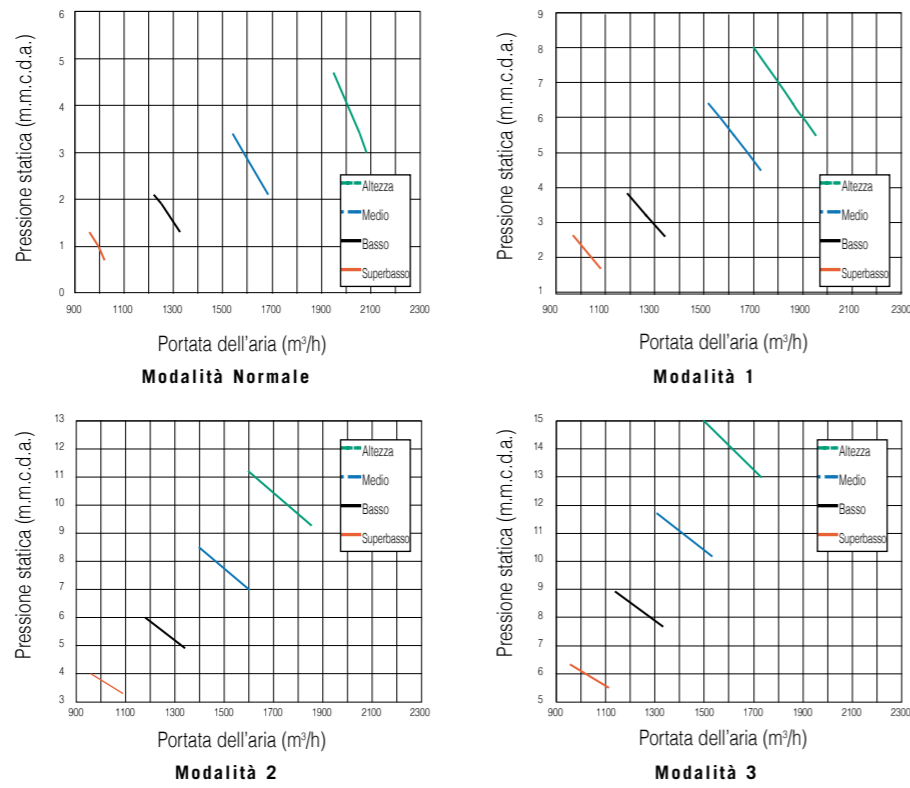 Pressione statica (m.m.c.d.a.)
6
5
4
3
2
1
0
900 1100 1300 1500 1700 1900 2100 2300
Altezza
Medio
Basso
Superbasso
Portata dell'aria (m³/h)
Modalità Normale
Pressione statica (m.m.c.d.a.)
9
8
7
6
5
4
3
2
1
900 1100 1300 1500 1700 1900 2100 2300
Altezza
Medio
Basso
Superbasso
Portata dell'aria (m³/h)
Modalità 1
Pressione statica (m.m.c.d.a.)
13
12
11
10
9
8
7
6
5
4
3
900 1100 1300 1500 1700 1900 2100 2300
Altezza
Medio
Basso
Superbasso
Portata dell'aria (m³/h)
Modalità 2
Pressione statica (m.m.c.d.a.)
15
14
13
12
11
10
9
8
7
6
5
900 1100 1300 1500 1700 1900 2100 2300
Altezza
Medio
Basso
Superbasso
Portata dell'aria (m³/h)
Modalità 3